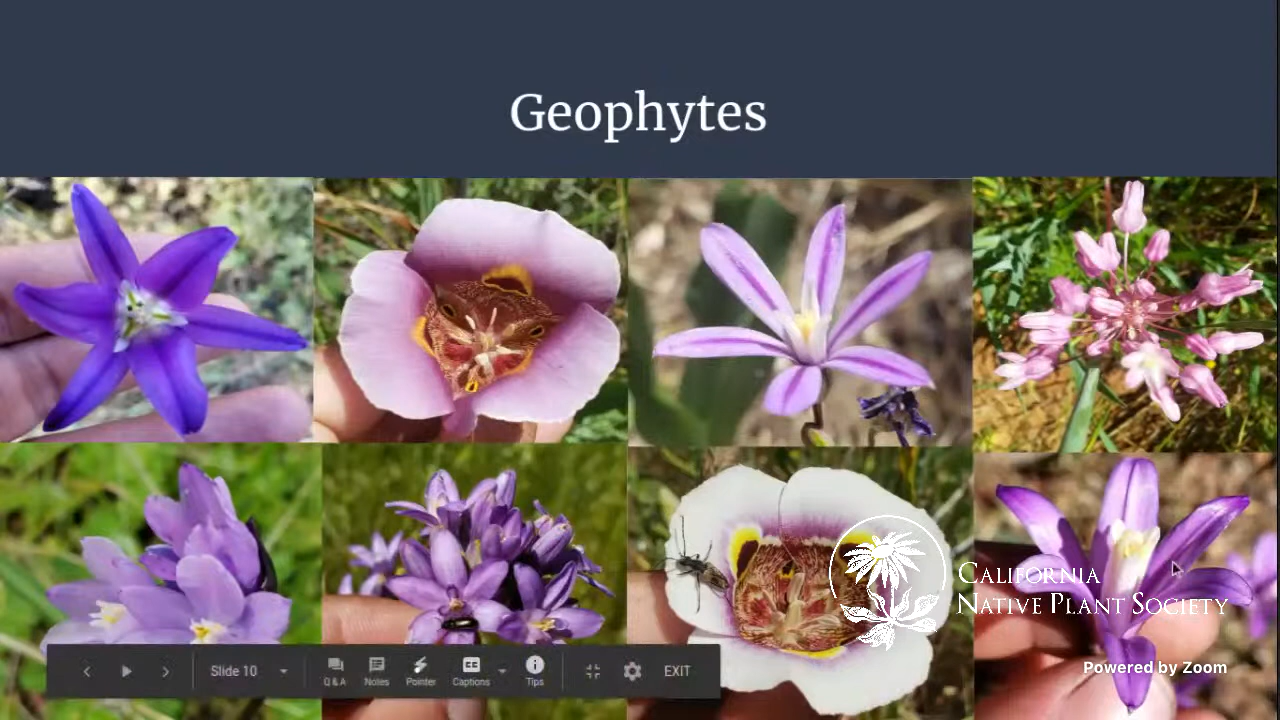 Geophytes
CALIFORNIA
NATIVE PLANT SOCIETY
Powered by Zoom
Slide 10
Q & A
Notes
Pointer
Captions
Tips
EXIT